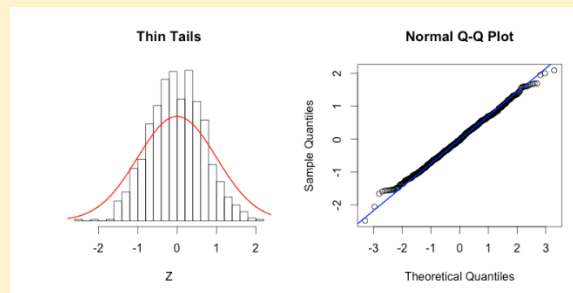 Thin Tails
-2 -1 0 1 2
Z
Normal Q-Q Plot
Sample Quantiles
2
1
0
-1
-2
-3 -2 -1 0 1 2 3
Theoretical Quantiles